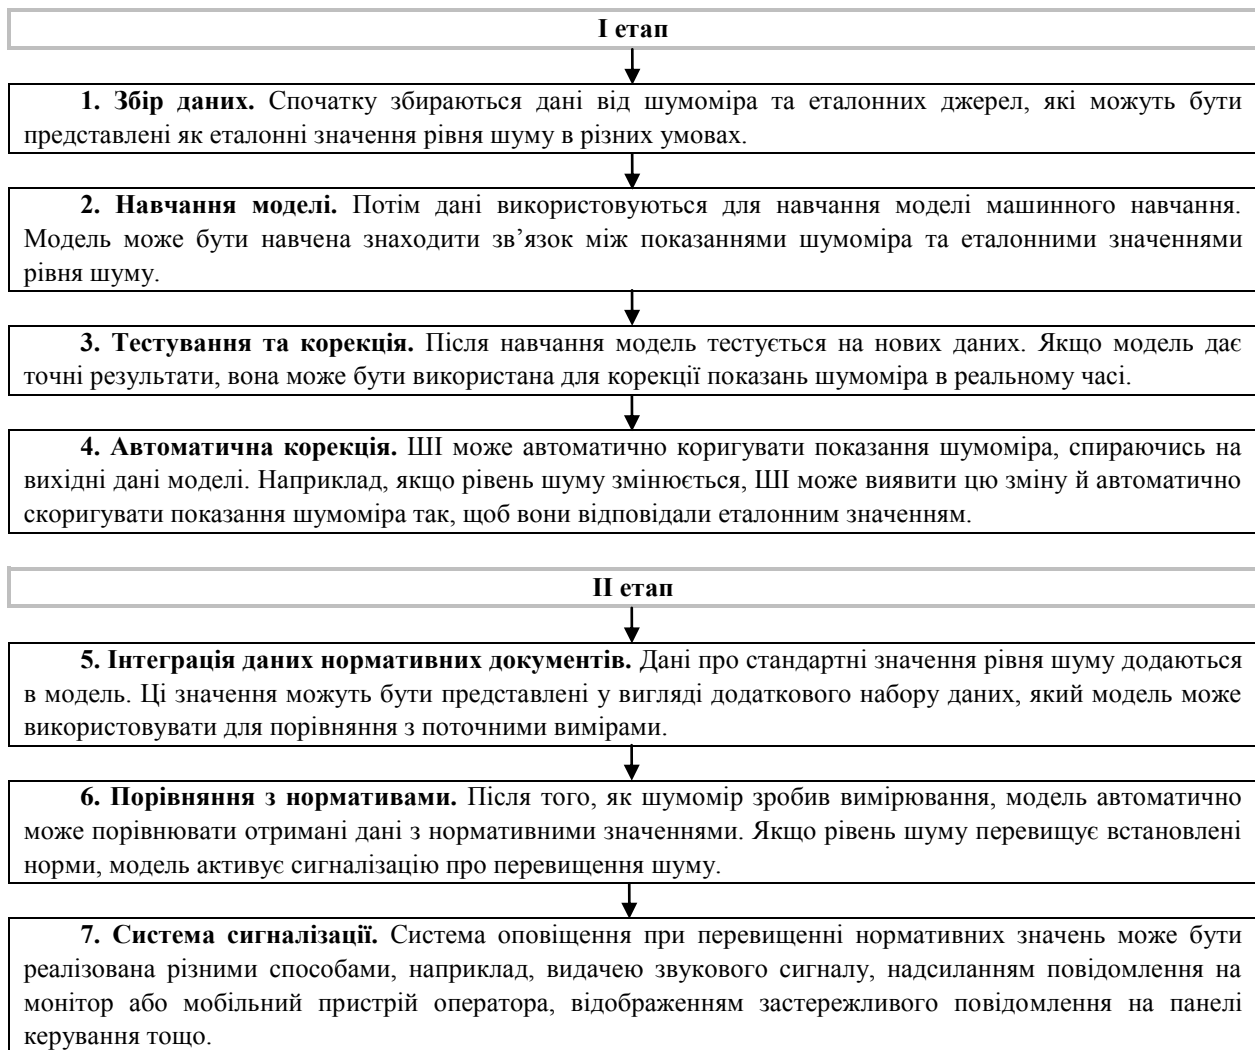 І етап
1. Збір даних. Спочатку збираються дані від шумоміра та еталонних джерел, які можуть бути
представлені як еталонні значення рівня шуму в різних умовах.
2. Навчання моделі. Потім дані використовуються для навчання моделі машинного навчання.
Модель може бути навчена знаходити зв’язок між показаннями шумоміра та еталонними значеннями
рівня шуму.
3. Тестування та корекція. Після навчання модель тестується на нових даних. Якщо модель дає
точні результати, вона може бути використана для корекції показань шумоміра в реальному часі.
4. Автоматична корекція. ШІ може автоматично коригувати показання шумоміра, спираючись на
вихідні дані моделі. Наприклад, якщо рівень шуму змінюється, ШІ може виявити цю зміну й автоматично
скоригувати показання шумоміра так, щоб вони відповідали еталонним значенням.
ІІ етап
5. Інтеграція даних нормативних документів. Дані про стандартні значення рівня шуму додаються
в модель. Ці значення можуть бути представлені у вигляді додаткового набору даних, який модель може
використовувати для порівняння з поточними вимірами.
6. Порівняння з нормативами. Після того, як шумомір зробив вимірювання, модель автоматично
може порівнювати отримані дані з нормативними значеннями. Якщо рівень шуму перевищує встановлені
норми, модель активує сигналізацію про перевищення шуму.
7. Система сигналізації. Система оповіщення при перевищенні нормативних значень може бути
реалізована різними способами, наприклад, видачею звукового сигналу, надсиланням повідомлення на
монітор або мобільний пристрій оператора, відображенням застережливого повідомлення на панелі
керування тощо.